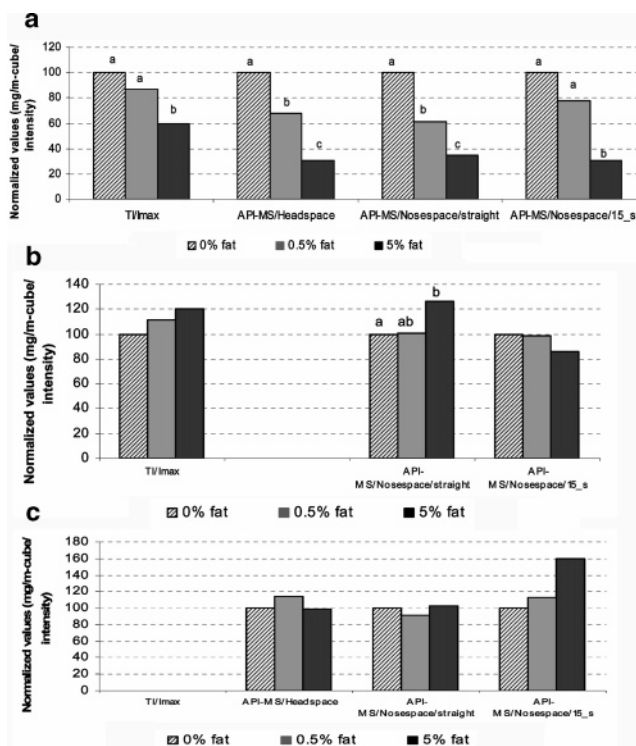 a
Normalized values (mg/m-cube/
intensity)
120
100
80
60
40
20
0
a a b
a b c
a b c
a a b
TI/Imax API-MS/Headspace API-MS/Nosespace/straight API-MS/Nosespace/15_s
0% fat 0.5% fat 5% fat
b
Normalized values (mg/m-cube/
intensity)
140
120
100
80
60
40
20
0
a ab b
TI/Imax API- API-
MS/Nosespace/straight MS/Nosespace/15_s
0% fat 0.5% fat 5% fat
c
Normalized values (mg/m-cube/
intensity)
180
160
140
120
100
80
60
40
20
0
TI/Imax API-MS/Headspace API- API-
MS/Nosespace/straight MS/Nosespace/15_s
0% fat 0.5% fat 5% fat